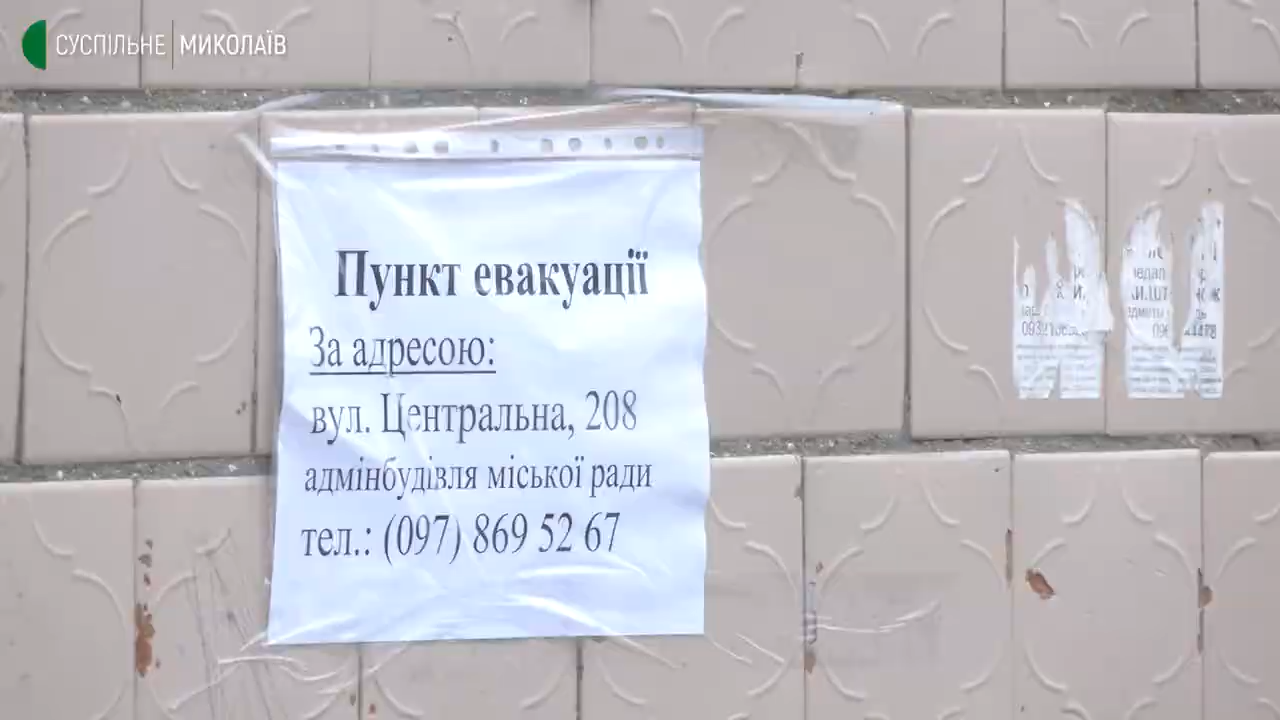 СУСПІЛЬНЕ МИКОЛАЇВ
Пункт евакуації
За адресою:
вул. Центральна, 208
адмінбудівля міської ради
тел.: (097) 869 52 67